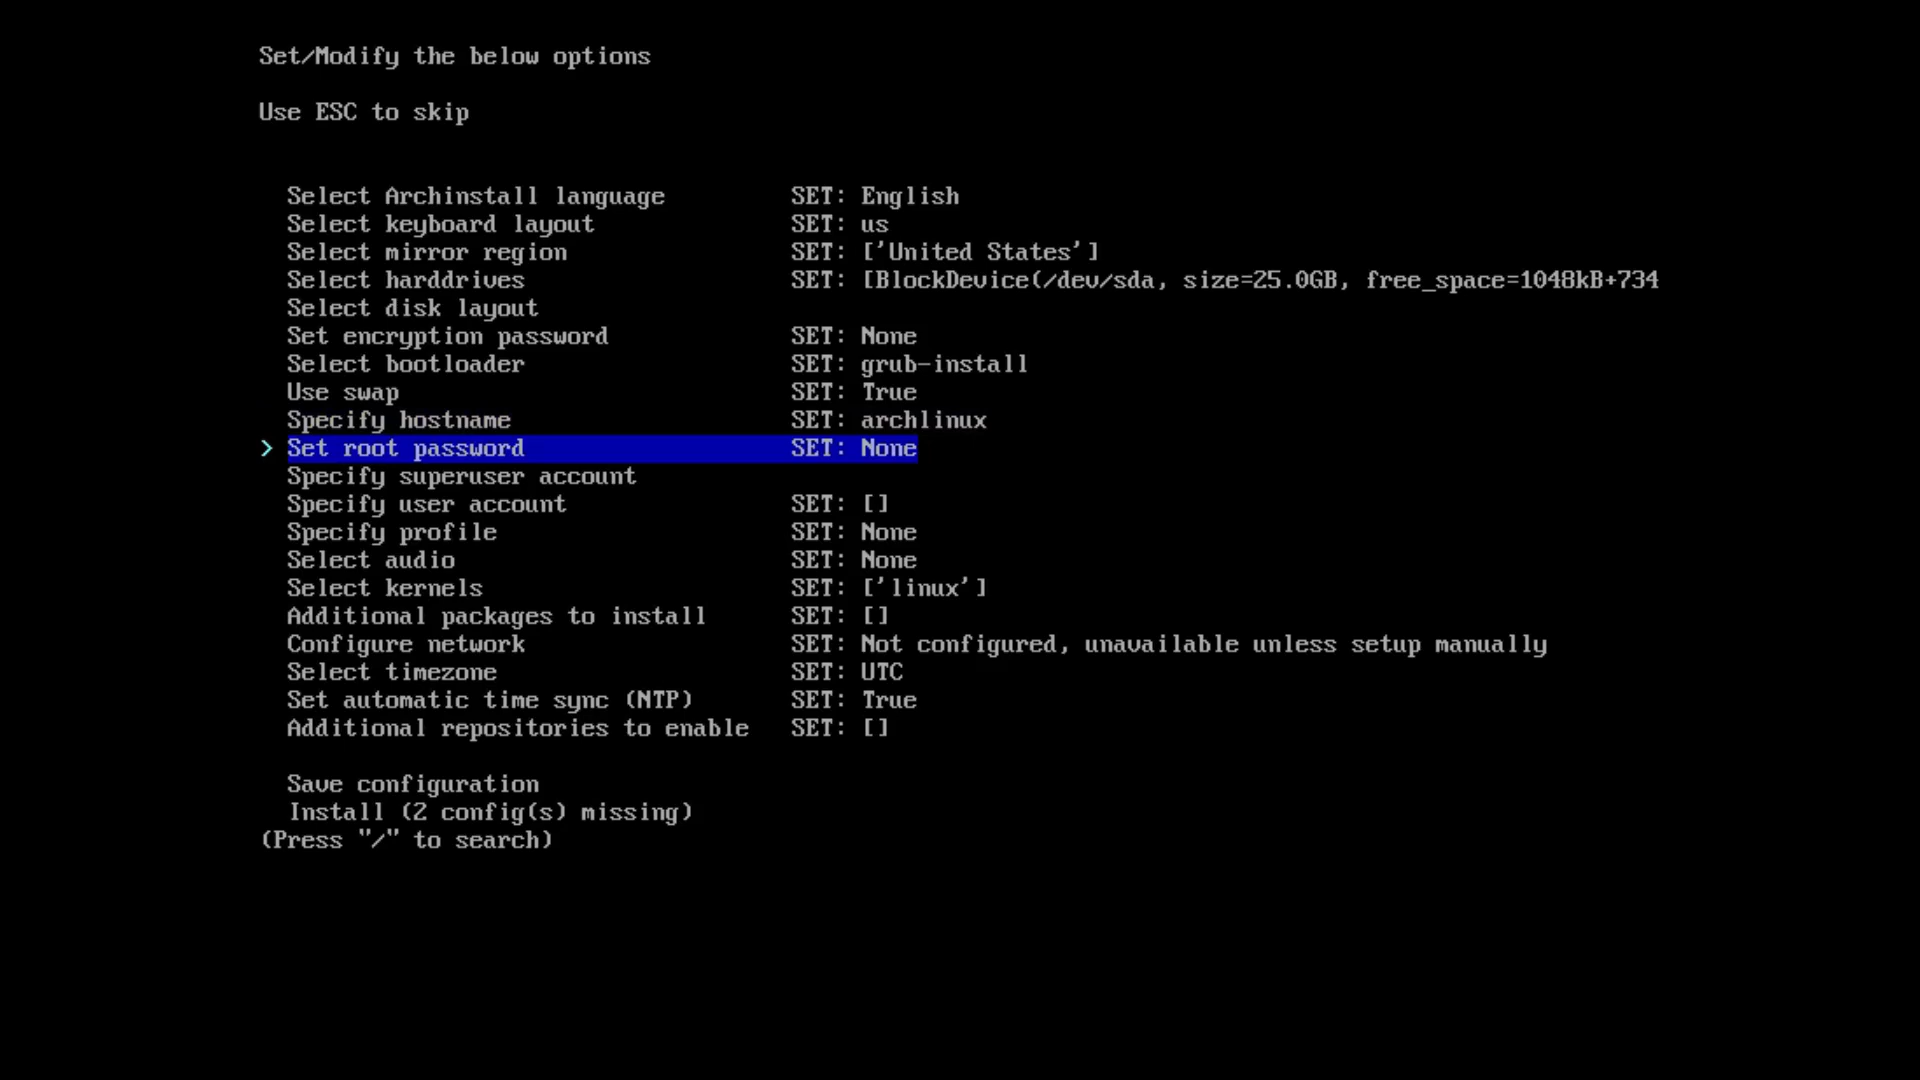 Set/Modify the below options
Use ESC to skip
Select Archinstall language SET: English
Select keyboard layout SET: us
Select mirror region SET: ['United States']
Select harddrives SET: [BlockDevice(/dev/sda, size=25.0GB, free_space=1048kB+734
Select disk layout
Set encryption password SET: None
Select bootloader SET: grub-install
Use swap SET: True
Specify hostname SET: archlinux
> Set root password SET: None
Specify superuser account
Specify user account SET: []
Specify profile SET: None
Select audio SET: None
Select kernels SET: ['linux']
Additional packages to install SET: []
Configure network SET: Not configured, unavailable unless setup manually
Select timezone SET: UTC
Set automatic time sync (NTP) SET: True
Additional repositories to enable SET: []
Save configuration
Install (2 config(s) missing)
(Press "/" to search)